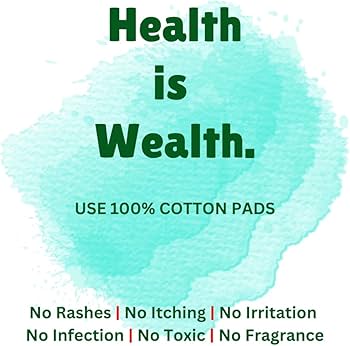 Health
is
Wealth.
USE 100% COTTON PADS
No Rashes | No Itching | No Irritation
No Infection | No Toxic | No Fragrance